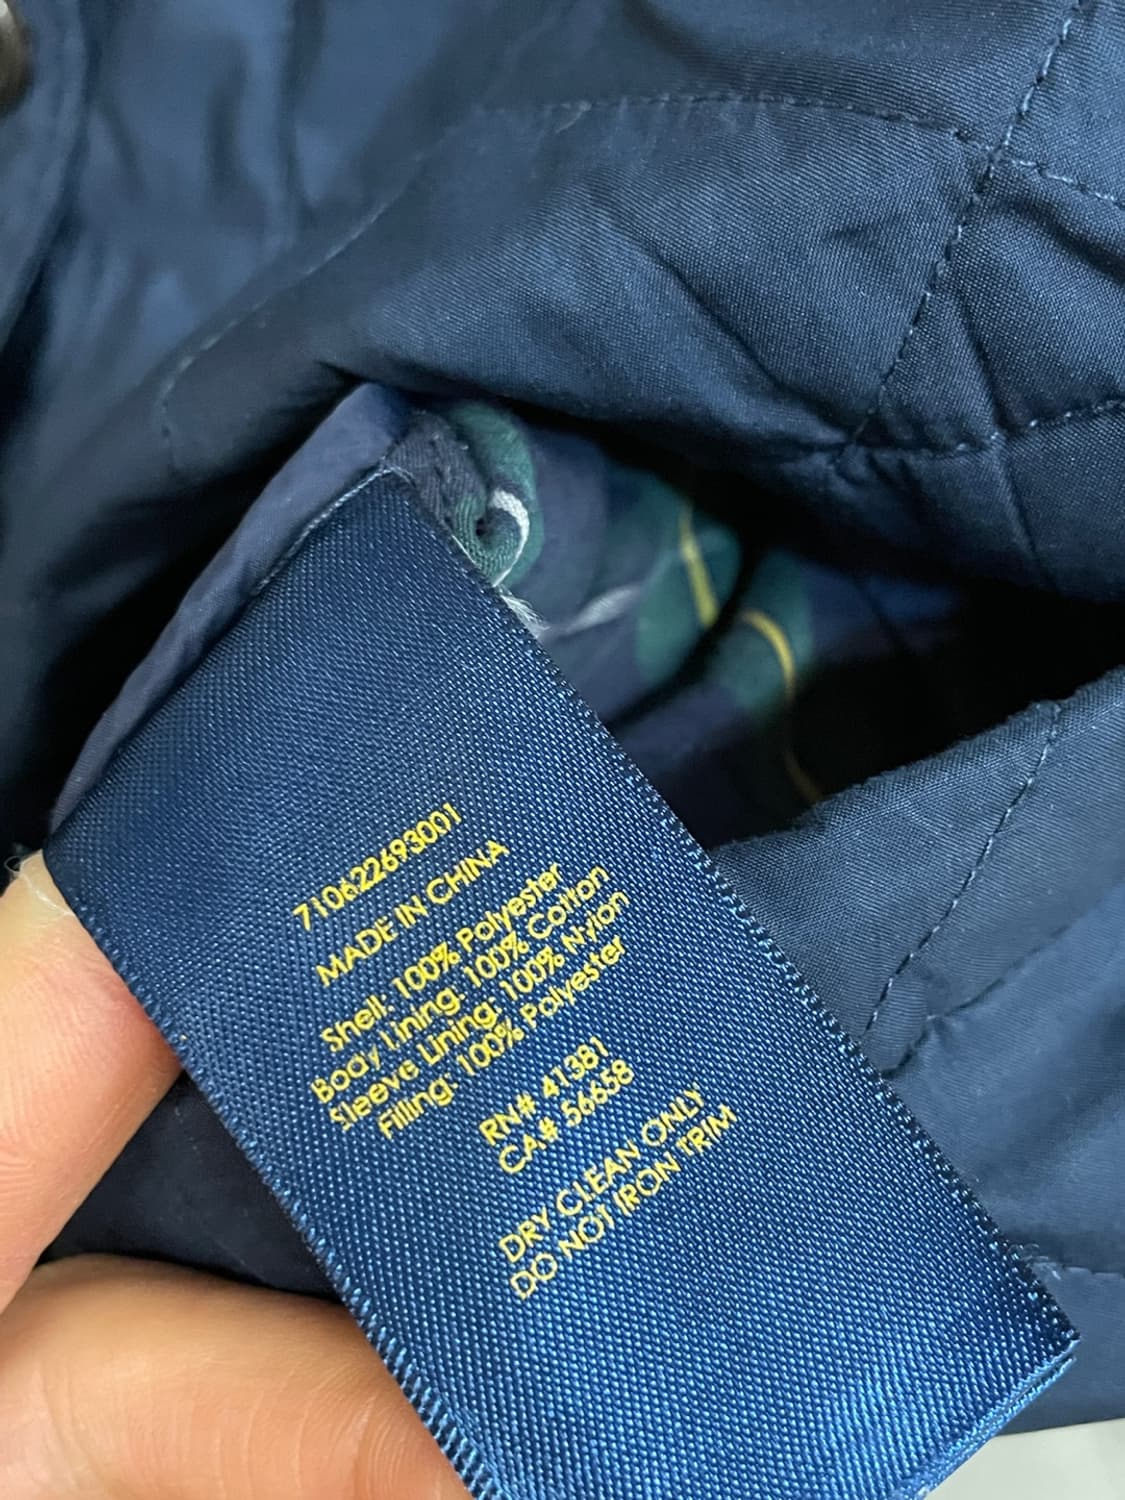 710622693001
MADE IN CHINA
Shell: 100% Polyester
Body Lining: 100% Cotton
Sleeve Lining: 100% Nylon
Filling: 100% Polyester
RN# 41381
CA# 56658
DRY CLEAN ONLY
DO NOT IRON TRIM